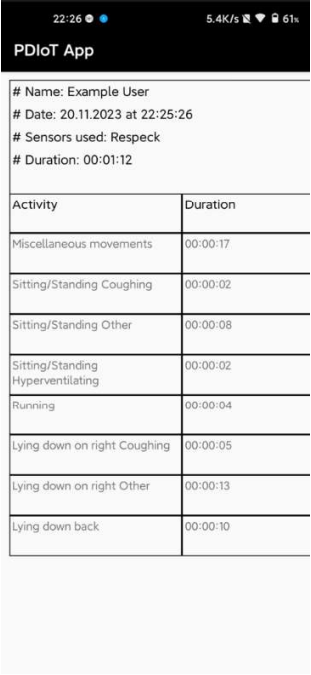 22:26 5.4K/s 61%
PDIoT App
# Name: Example User
# Date: 20.11.2023 at 22:25:26
# Sensors used: Respeck
# Duration: 00:01:12
Activity Duration
Miscellaneous movements 00:00:17
Sitting/Standing Coughing 00:00:02
Sitting/Standing Other 00:00:08
Sitting/Standing 00:00:02
Hyperventilating
Running 00:00:04
Lying down on right Coughing 00:00:05
Lying down on right Other 00:00:13
Lying down back 00:00:10